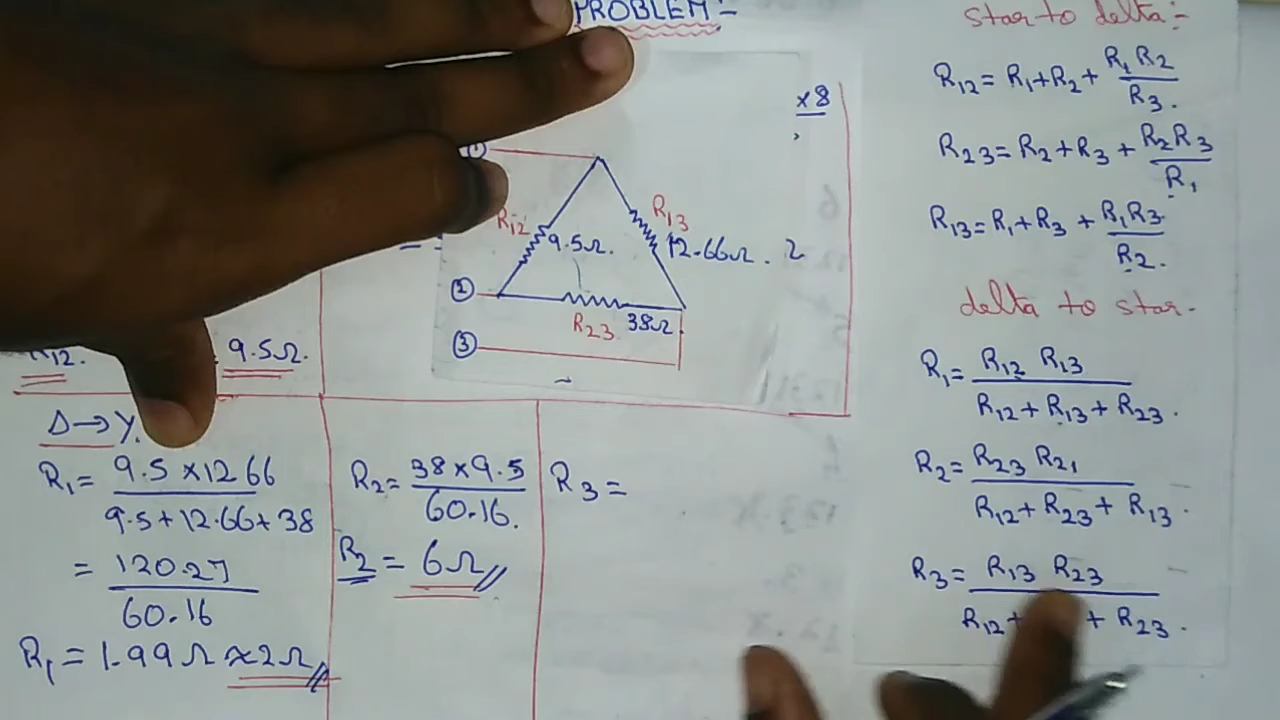 PROBLEM:-
×8
①
R12
R13
9.5Ω.
12.66Ω.
②
R23
38Ω
③
R12.
9.5Ω.
Δ→Y.
R1= 9.5×12.66 / 9.5+12.66+38
= 120.27 / 60.16
R1=1.99Ω ≈2Ω
R2= 38×9.5 / 60.16.
R2= 6Ω
R3=
star to delta:-
R12= R1+R2+ R1R2 / R3.
R23= R2+R3+ R2R3 / R1
R13= R1+R3 + R1R3 / R2.
delta to star.
R1= R12 R13 / R12+R13+R23.
R2= R23 R21 / R12+R23+R13.
R3= R13 R23 / R12+ + R23.